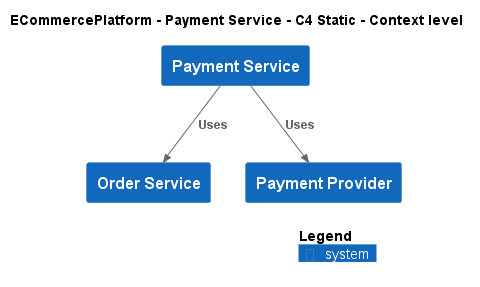 ECommercePlatform - Payment Service - C4 Static - Context level
Payment Service
Uses
Uses
Order Service
Payment Provider
Legend
system